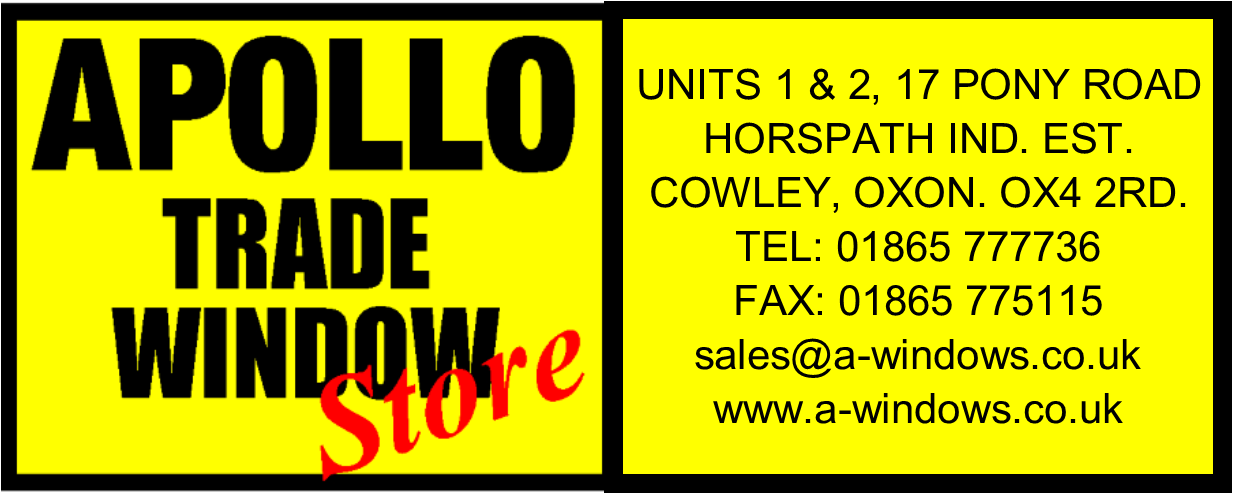 APOLLO
TRADE
WINDOW
Store
UNITS 1 & 2, 17 PONY ROAD
HORSPATH IND. EST.
COWLEY, OXON. OX4 2RD.
TEL: 01865 777736
FAX: 01865 775115
sales@a-windows.co.uk
www.a-windows.co.uk